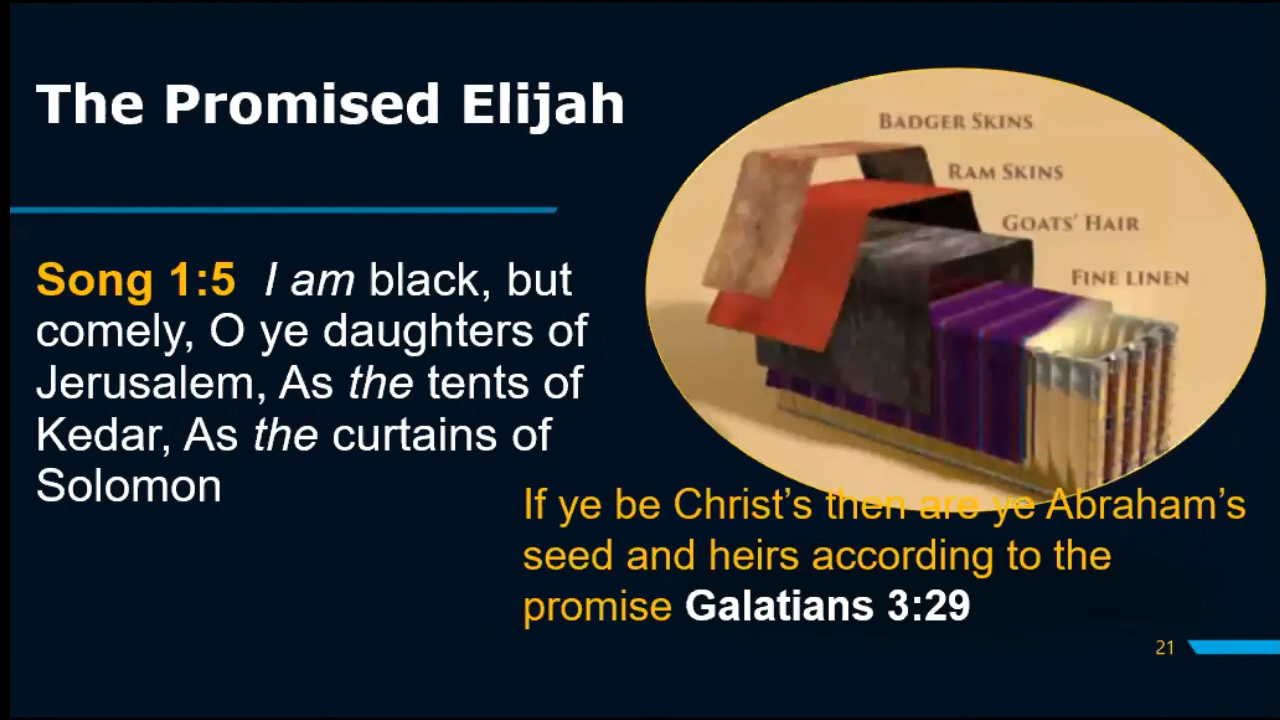 The Promised Elijah
BADGER SKINS
RAM SKINS
GOATS' HAIR
FINE LINEN
Song 1:5 I am black, but
comely, O ye daughters of
Jerusalem, As the tents of
Kedar, As the curtains of
Solomon
If ye be Christ’s then are ye Abraham’s
seed and heirs according to the
promise Galatians 3:29
21